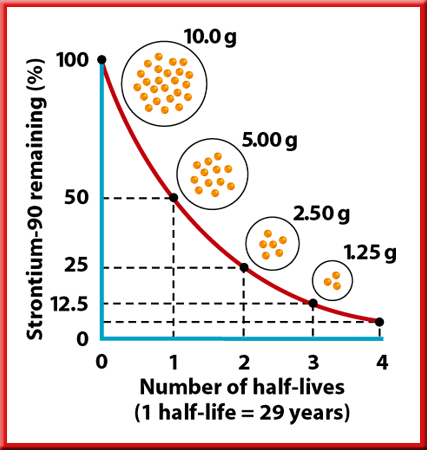 10.0 g
100
5.00 g
50
2.50 g
25
1.25 g
12.5
0
0 1 2 3 4
Strontium-90 remaining (%)
Number of half-lives
(1 half-life = 29 years)